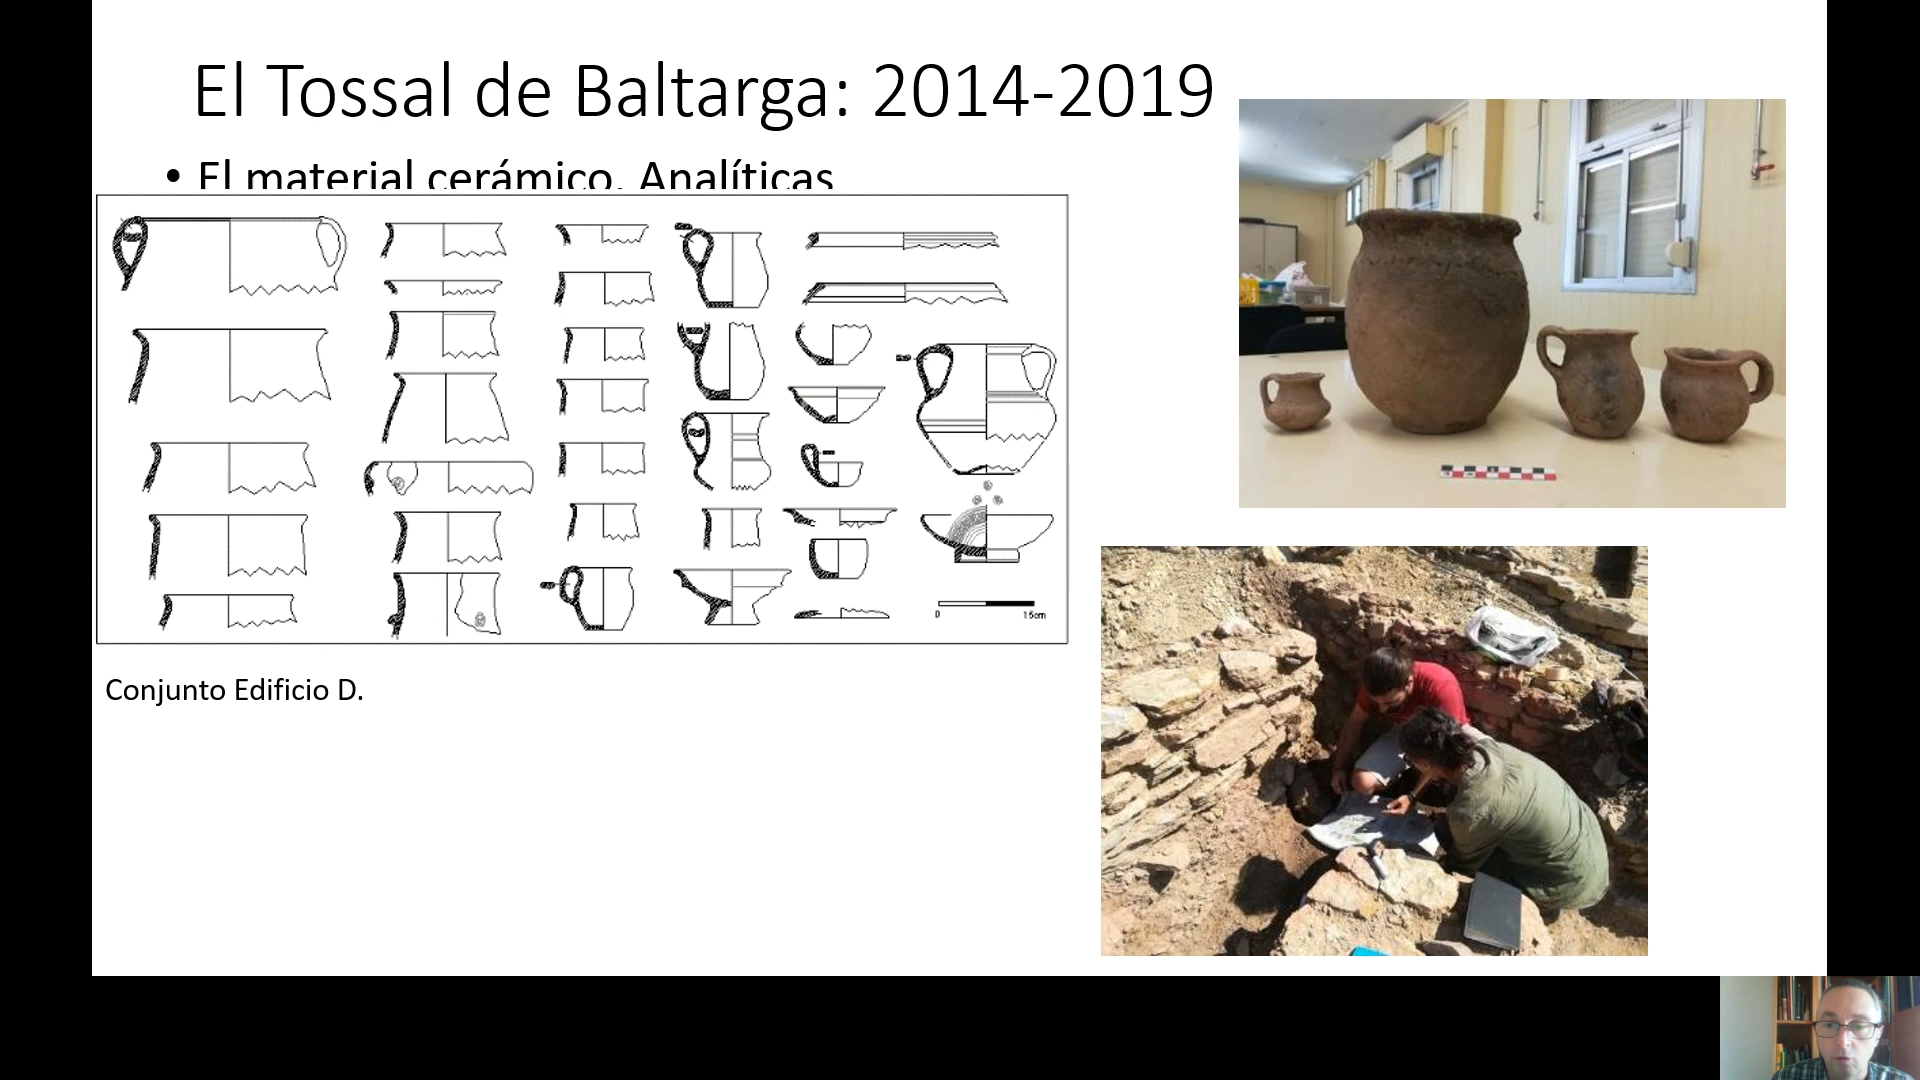 El Tossal de Baltarga: 2014-2019
• El material cerámico. Analíticas
0 15cm
Conjunto Edificio D.